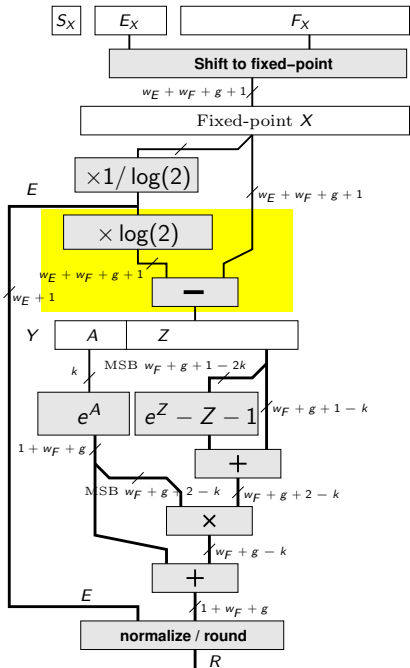 S_X E_X F_X
Shift to fixed–point
w_E + w_F + g + 1
Fixed-point X
×1/ log(2)
E
w_E + w_F + g + 1
× log(2)
w_E + w_F + g + 1
−
w_E + 1
Y A Z
MSB w_F + g + 1 − 2k
k
e^A e^Z − Z − 1
w_F + g + 1 − k
1 + w_F + g
+
MSB w_F + g + 2 − k
w_F + g + 2 − k
×
w_F + g − k
+
E
1 + w_F + g
normalize / round
R